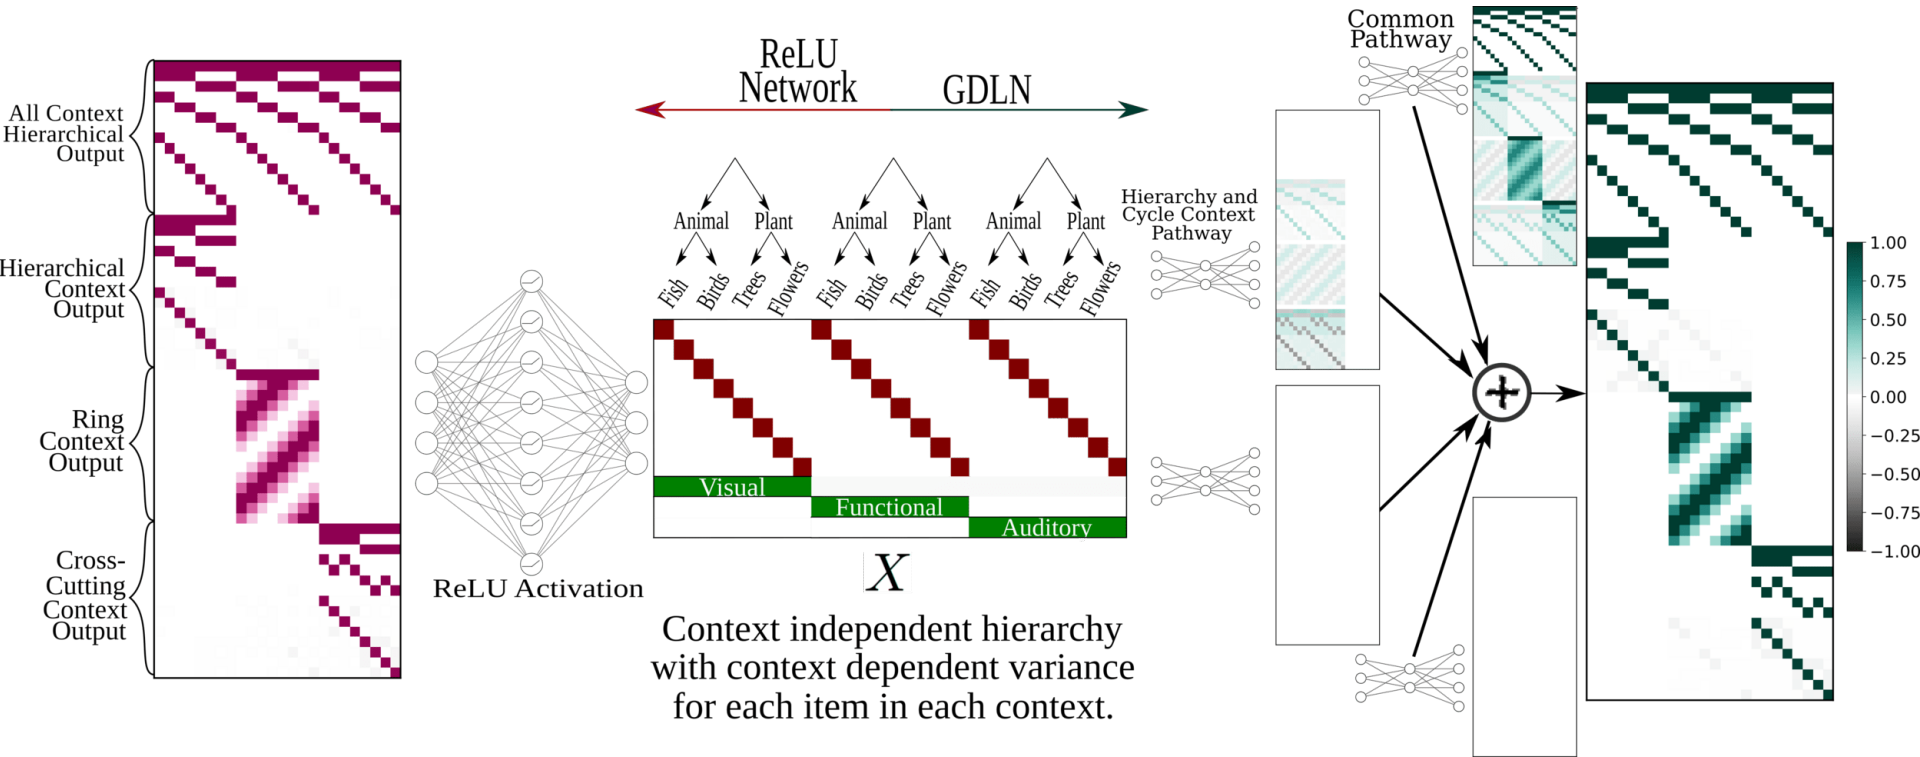 All Context
Hierarchical
Output
Hierarchical
Context
Output
Ring
Context
Output
Cross-
Cutting
Context
Output
ReLU Activation
ReLU
Network
GDLN
Animal
Plant
Animal
Plant
Animal
Plant
Fish
Birds
Trees
Flowers
Fish
Birds
Trees
Flowers
Fish
Birds
Trees
Flowers
Visual
Functional
Auditory
X
Context independent hierarchy
with context dependent variance
for each item in each context.
Hierarchy and
Cycle Context
Pathway
Common
Pathway
+
1.00
0.75
0.50
0.25
0.00
−0.25
−0.50
−0.75
−1.00